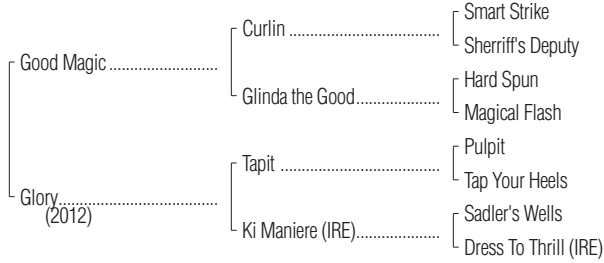 Smart Strike
Curlin ..............................
Sherriff's Deputy
Good Magic ..........................
Hard Spun
Glinda the Good....................
Magical Flash
Pulpit
Tapit ................................
Tap Your Heels
Glory......................................
(2012)
Sadler's Wells
Ki Maniere (IRE)....................
Dress To Thrill (IRE)